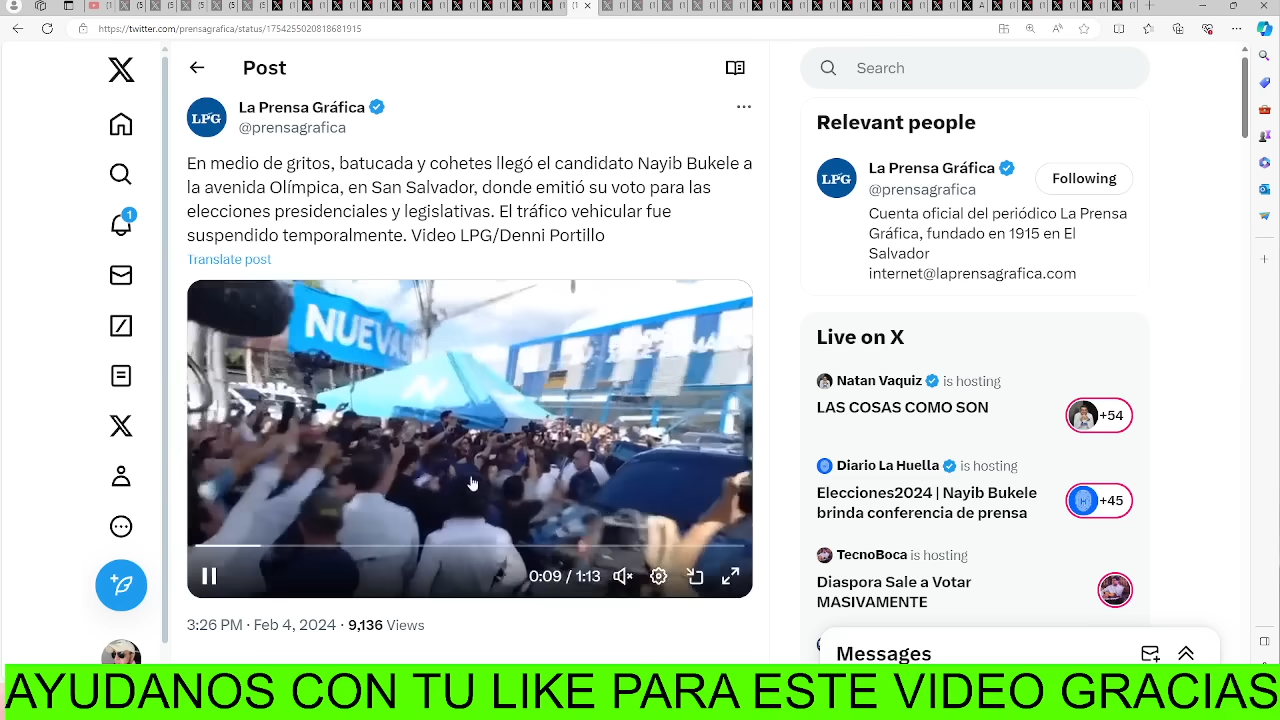 https://twitter.com/prensagrafica/status/1754255020818681915
Post
Search
LPG
La Prensa Gráfica
@prensagrafica
En medio de gritos, batucada y cohetes llegó el candidato Nayib Bukele a
la avenida Olímpica, en San Salvador, donde emitió su voto para las
elecciones presidenciales y legislativas. El tráfico vehicular fue
suspendido temporalmente. Video LPG/Denni Portillo
Translate post
NUEVAS
N
0:09 / 1:13
3:26 PM · Feb 4, 2024 · 9,136 Views
1
Relevant people
LPG
La Prensa Gráfica
@prensagrafica
Following
Cuenta oficial del periódico La Prensa
Gráfica, fundado en 1915 en El
Salvador
internet@laprensagrafica.com
Live on X
Natan Vaquiz is hosting
LAS COSAS COMO SON
+54
Diario La Huella is hosting
Elecciones2024 | Nayib Bukele
brinda conferencia de prensa
+45
TecnoBoca is hosting
Diaspora Sale a Votar
MASIVAMENTE
Messages
AYUDANOS CON TU LIKE PARA ESTE VIDEO GRACIAS